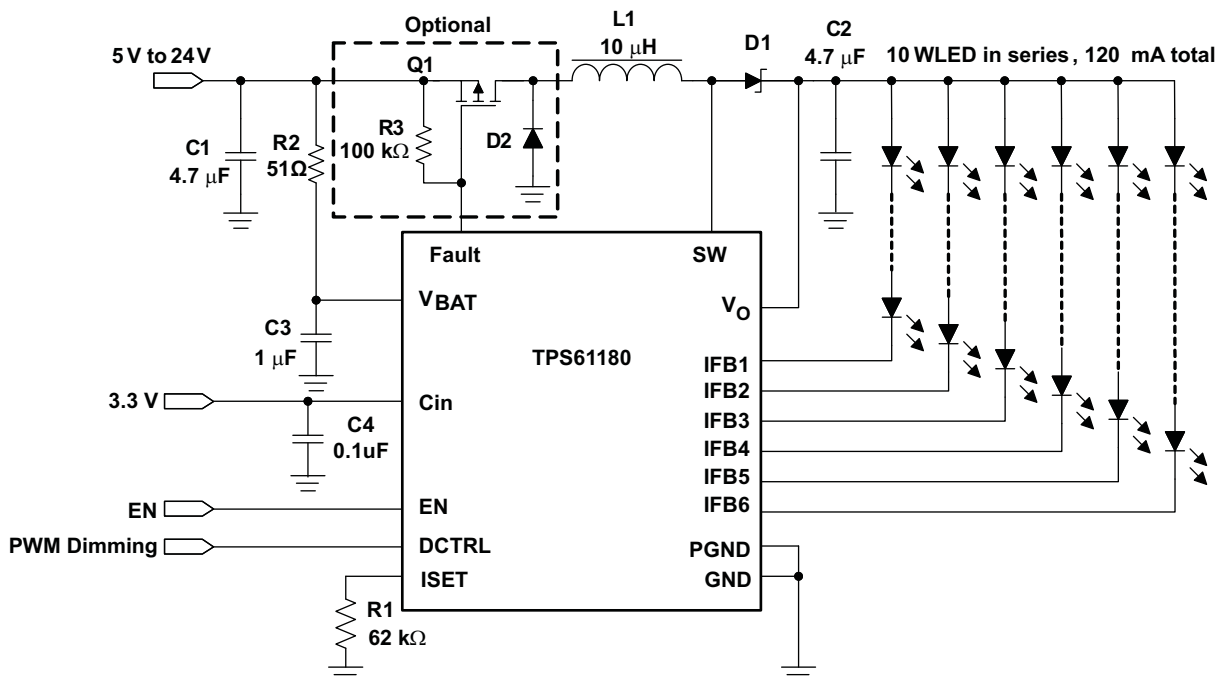 Optional
L1
10 μH
D1
C2
4.7 μF
5 V to 24 V
Q1
10 WLED in series , 120 mA total
R3
100 kΩ
D2
C1
4.7 μF
R2
51Ω
Fault
SW
VBAT
VO
C3
1 μF
TPS61180
IFB1
IFB2
3.3 V
Cin
IFB3
C4
0.1uF
IFB4
IFB5
IFB6
EN
EN
PWM Dimming
DCTRL
PGND
ISET
GND
R1
62 kΩ